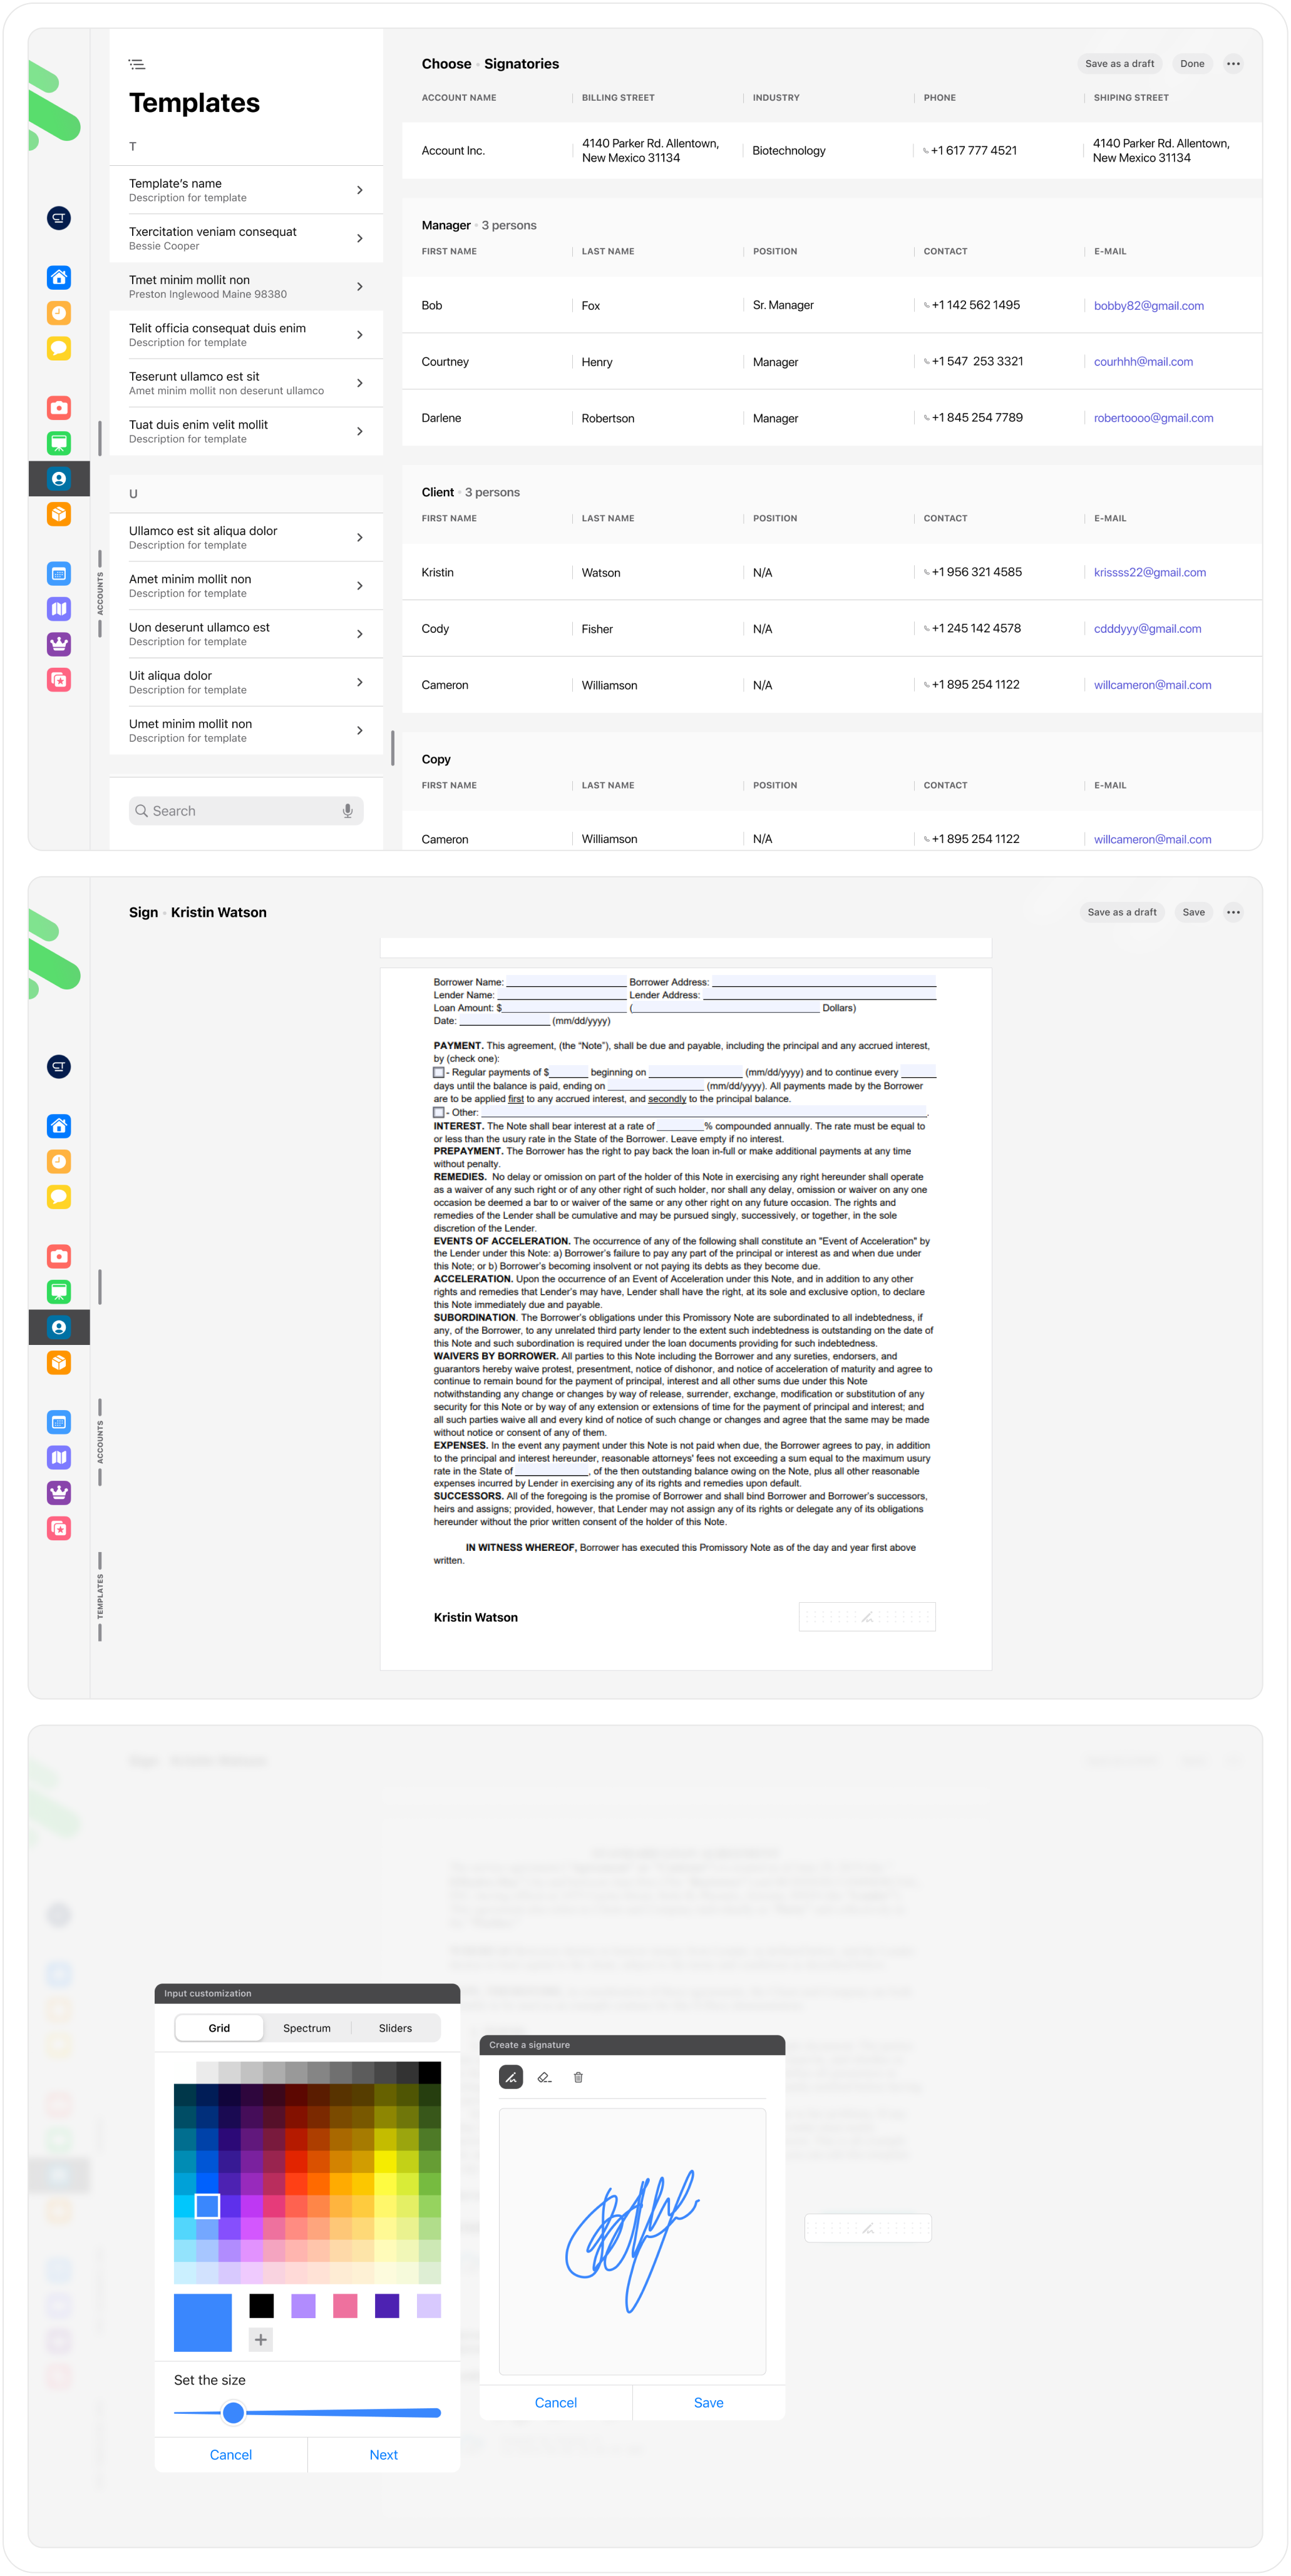 Templates
T
Template's name
Description for template
Txercitation veniam consequat
Bessie Cooper
Tmet minim mollit non
Preston Inglewood Maine 98380
Telit officia consequat duis enim
Description for template
Teserunt ullamco est sit
Amet minim mollit non deserunt ullamco
Tuat duis enim velit mollit
Description for template
U
Ullamco est sit aliqua dolor
Description for template
Amet minim mollit non
Description for template
Uon deserunt ullamco est
Description for template
Uit aliqua dolor
Description for template
Umet minim mollit non
Description for template
Search
ACCOUNTS
Choose • Signatories
Save as a draft
Done
ACCOUNT NAME BILLING STREET INDUSTRY PHONE SHIPING STREET
Account Inc. 4140 Parker Rd. Allentown, New Mexico 31134 Biotechnology +1 617 777 4521 4140 Parker Rd. Allentown, New Mexico 31134
Manager • 3 persons
FIRST NAME LAST NAME POSITION CONTACT E-MAIL
Bob Fox Sr. Manager +1 142 562 1495 bobby82@gmail.com
Courtney Henry Manager +1 547 253 3321 courhhh@mail.com
Darlene Robertson Manager +1 845 254 7789 robertoooo@gmail.com
Client • 3 persons
FIRST NAME LAST NAME POSITION CONTACT E-MAIL
Kristin Watson N/A +1 956 321 4585 krissss22@gmail.com
Cody Fisher N/A +1 245 142 4578 cdddyyy@gmail.com
Cameron Williamson N/A +1 895 254 1122 willcameron@mail.com
Copy
FIRST NAME LAST NAME POSITION CONTACT E-MAIL
Cameron Williamson N/A +1 895 254 1122 willcameron@mail.com
Sign • Kristin Watson
Save as a draft
Save
ACCOUNTS
TEMPLATES
Borrower Name: Borrower Address:
Lender Name: Lender Address:
Loan Amount: $ ( Dollars)
Date: (mm/dd/yyyy)
PAYMENT. This agreement, (the "Note"), shall be due and payable, including the principal and any accrued interest,
by (check one):
- Regular payments of $ beginning on (mm/dd/yyyy) and to continue every
days until the balance is paid, ending on (mm/dd/yyyy). All payments made by the Borrower
are to be applied first to any accrued interest, and secondly to the principal balance.
- Other: .
INTEREST. The Note shall bear interest at a rate of % compounded annually. The rate must be equal to
or less than the usury rate in the State of the Borrower. Leave empty if no interest.
PREPAYMENT. The Borrower has the right to pay back the loan in-full or make additional payments at any time
without penalty.
REMEDIES. No delay or omission on part of the holder of this Note in exercising any right hereunder shall operate
as a waiver of any such right or of any other right of such holder, nor shall any delay, omission or waiver on any one
occasion be deemed a bar to or waiver of the same or any other right on any future occasion. The rights and
remedies of the Lender shall be cumulative and may be pursued singly, successively, or together, in the sole
discretion of the Lender.
EVENTS OF ACCELERATION. The occurrence of any of the following shall constitute an "Event of Acceleration" by
the Lender under this Note: a) Borrower's failure to pay any part of the principal or interest as and when due under
this Note; or b) Borrower's becoming insolvent or not paying its debts as they become due.
ACCELERATION. Upon the occurrence of an Event of Acceleration under this Note, and in addition to any other
rights and remedies that Lender's may have, Lender shall have the right, at its sole and exclusive option, to declare
this Note immediately due and payable.
SUBORDINATION. The Borrower's obligations under this Promissory Note are subordinated to all indebtedness, if
any, of the Borrower, to any unrelated third party lender to the extent such indebtedness is outstanding on the date of
this Note and such subordination is required under the loan documents providing for such indebtedness.
WAIVERS BY BORROWER. All parties to this Note including the Borrower and any sureties, endorsers, and
guarantors hereby waive protest, presentment, notice of dishonor, and notice of acceleration of maturity and agree to
continue to remain bound for the payment of principal, interest and all other sums due under this Note
notwithstanding any change or changes by way of release, surrender, exchange, modification or substitution of any
security for this Note or by way of any extension or extensions of time for the payment of principal and interest; and
all such parties waive all and every kind of notice of such change or changes and agree that the same may be made
without notice or consent of any of them.
EXPENSES. In the event any payment under this Note is not paid when due, the Borrower agrees to pay, in addition
to the principal and interest hereunder, reasonable attorneys' fees not exceeding a sum equal to the maximum usury
rate in the State of , of the then outstanding balance owing on the Note, plus all other reasonable
expenses incurred by Lender in exercising any of its rights and remedies upon default.
SUCCESSORS. All of the foregoing is the promise of Borrower and shall bind Borrower and Borrower's successors,
heirs and assigns; provided, however, that Lender may not assign any of its rights or delegate any of its obligations
hereunder without the prior written consent of the holder of this Note.
IN WITNESS WHEREOF, Borrower has executed this Promissory Note as of the day and year first above
written.
Kristin Watson
Input customization
Grid Spectrum Sliders
Set the size
Cancel Next
Create a signature
Cancel Save